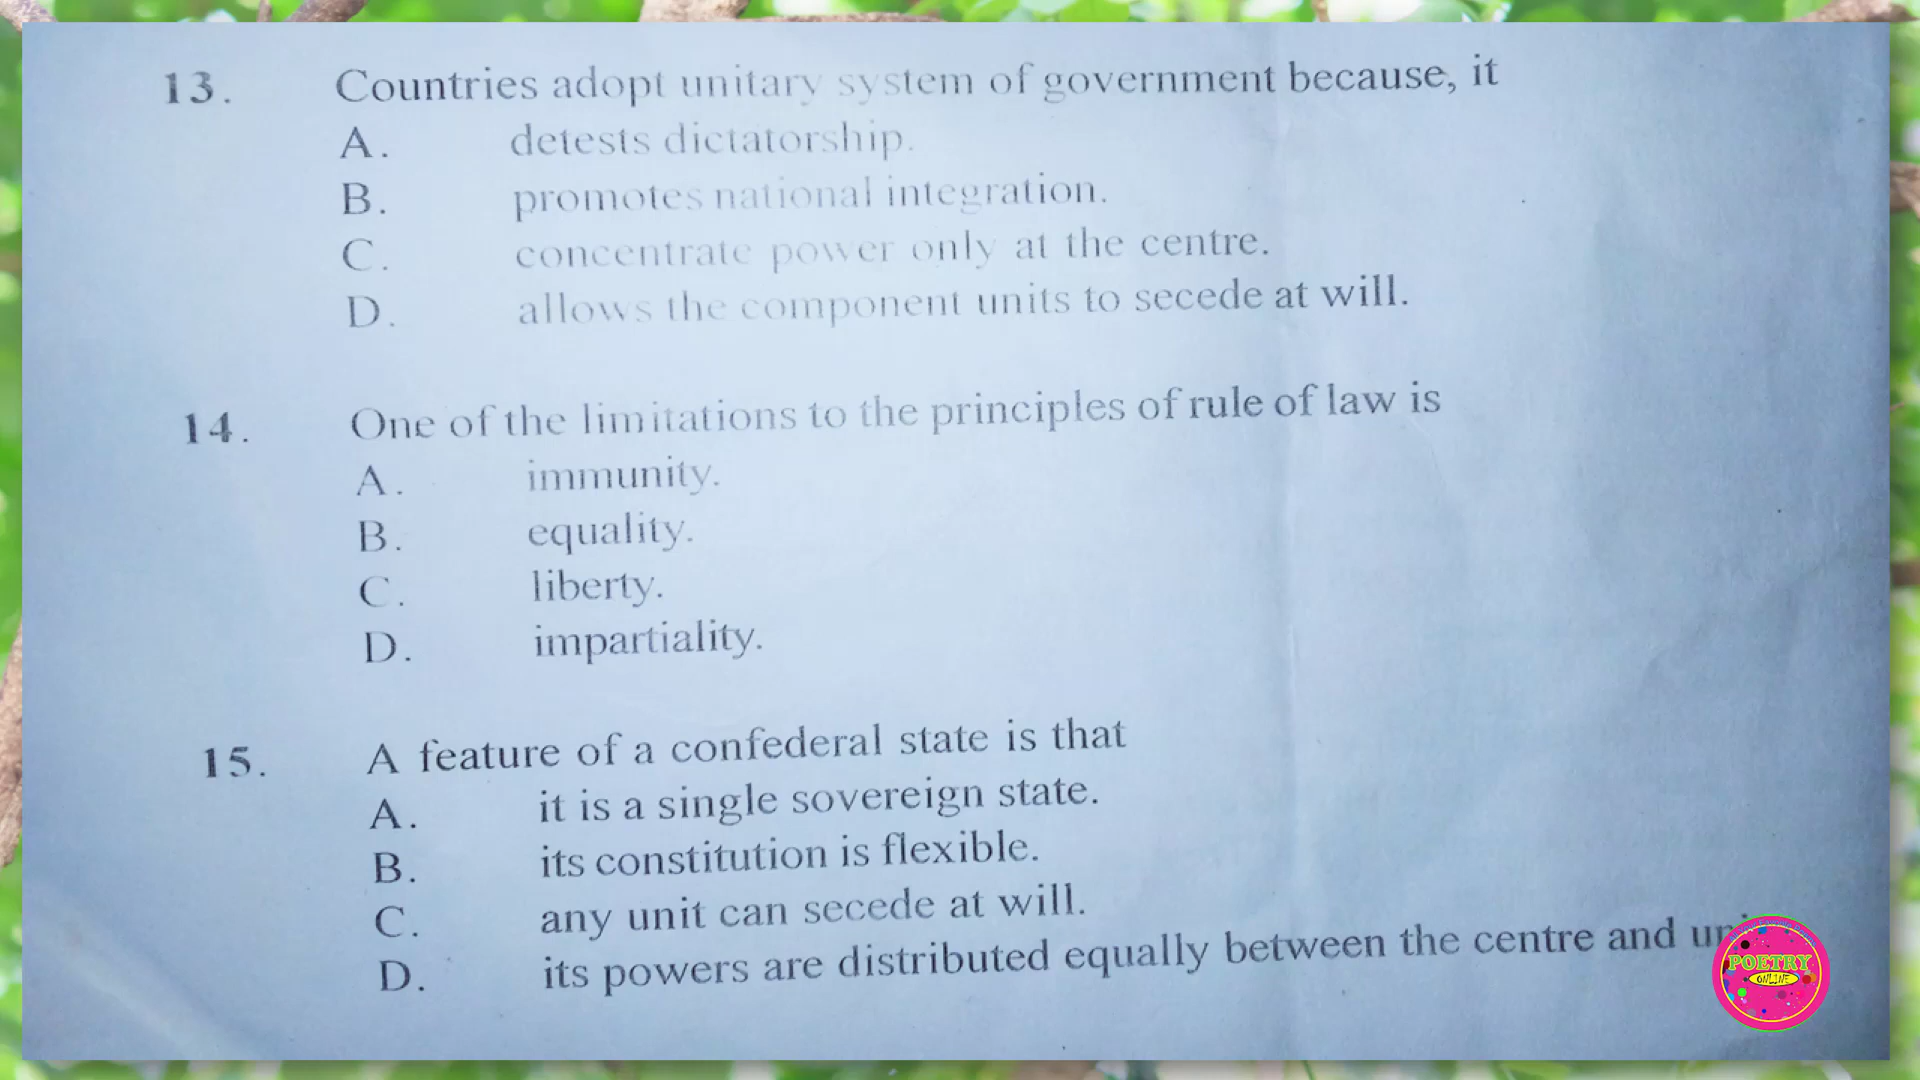 13. Countries adopt unitary system of government because, it
A. detests dictatorship.
B. promotes national integration.
C. concentrate power only at the centre.
D. allows the component units to secede at will.
14. One of the limitations to the principles of rule of law is
A. immunity.
B. equality.
C. liberty.
D. impartiality.
15. A feature of a confederal state is that
A. it is a single sovereign state.
B. its constitution is flexible.
C. any unit can secede at will.
D. its powers are distributed equally between the centre and
POETRY
ONLINE